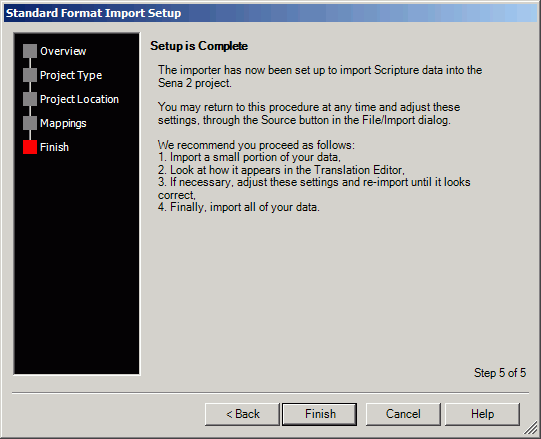 Standard Format Import Setup
Overview
Project Type
Project Location
Mappings
Finish
Setup is Complete
The importer has now been set up to import Scripture data into the
Sena 2 project.
You may return to this procedure at any time and adjust these
settings, through the Source button in the File/Import dialog.
We recommend you proceed as follows:
1. Import a small portion of your data,
2. Look at how it appears in the Translation Editor,
3. If necessary, adjust these settings and re-import until it looks
correct,
4. Finally, import all of your data.
Step 5 of 5
< Back
Finish
Cancel
Help